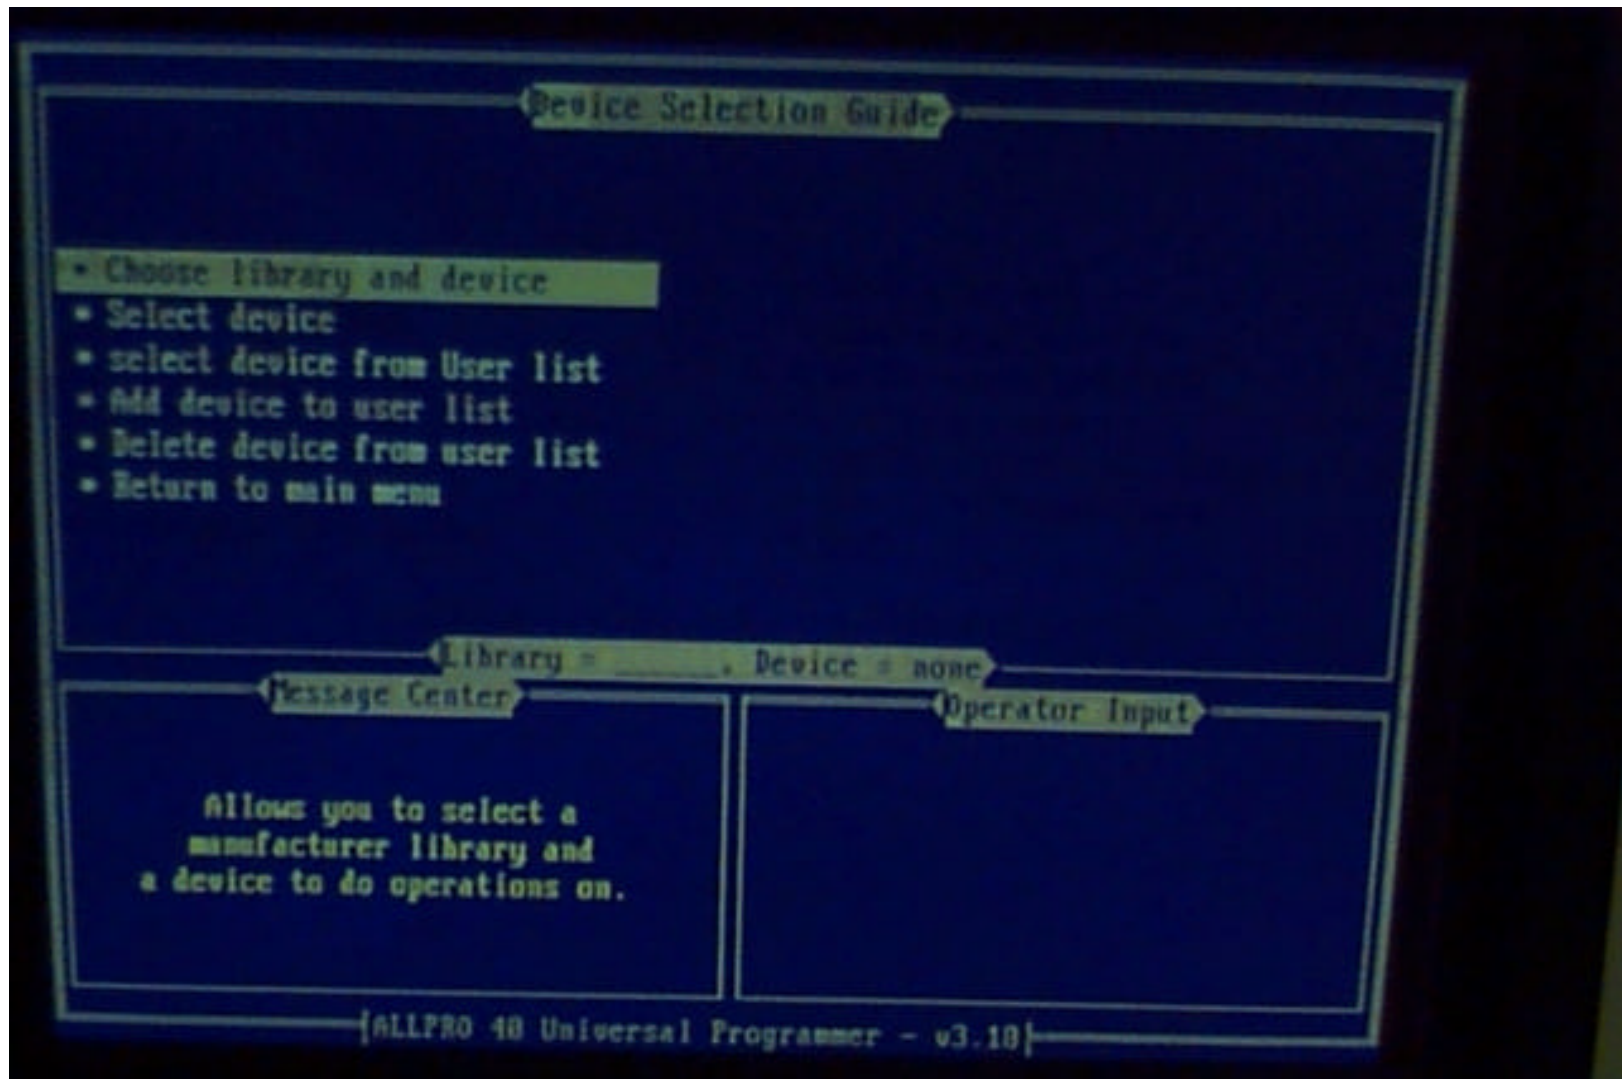 Device Selection Guide
• Choose library and device
• Select device
• select device from User list
• Add device to user list
• Delete device from user list
• Return to main menu
Library = ______. Device = none
Message Center
Operator Input
Allows you to select a
manufacturer library and
a device to do operations on.
ALLPRO 40 Universal Programmer - v3.10